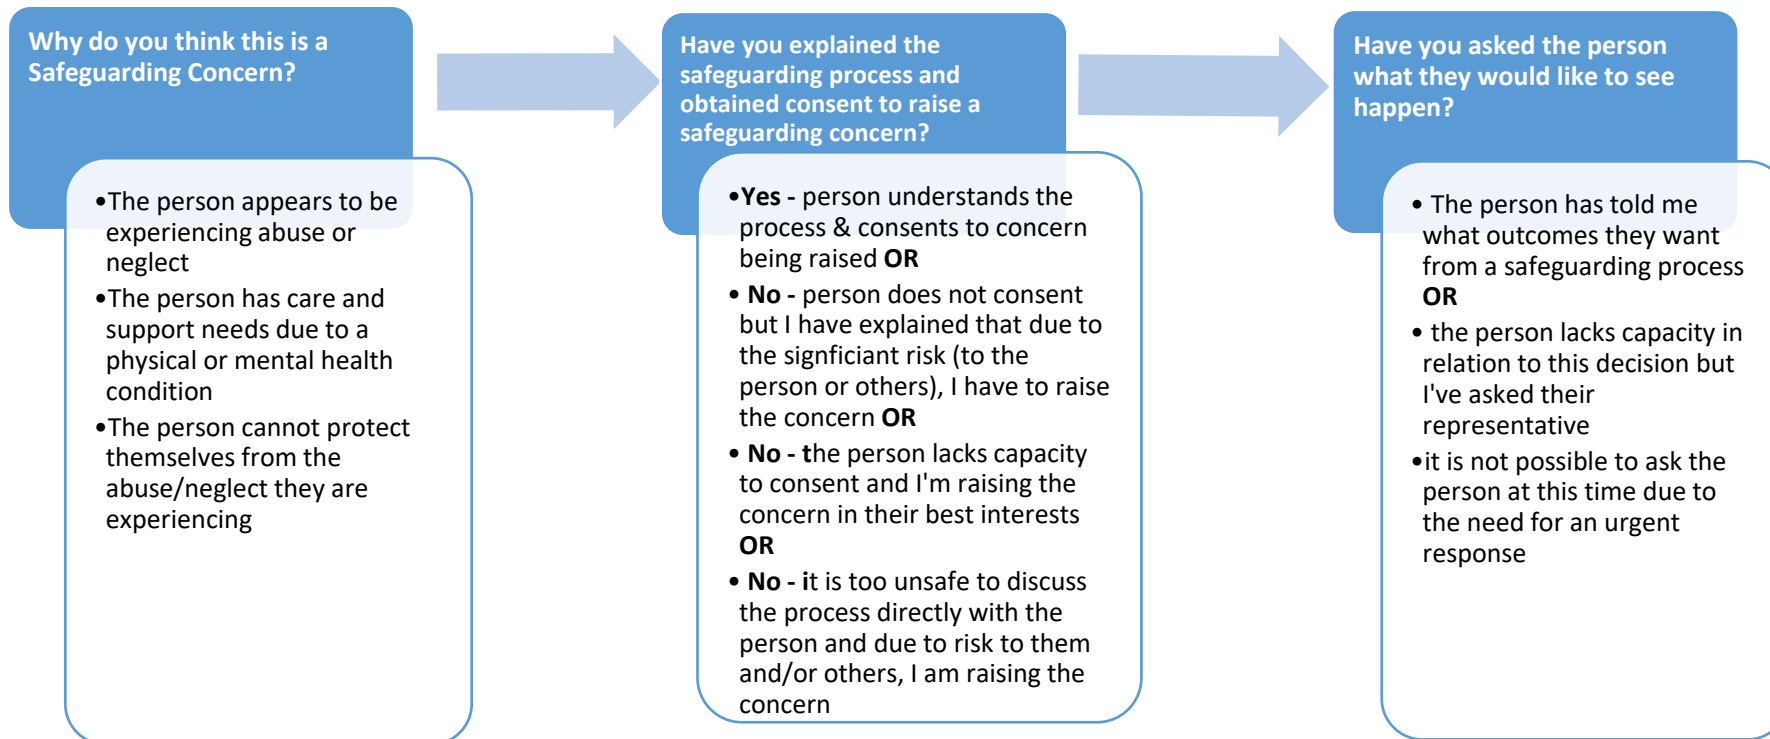 Why do you think this is a
Safeguarding Concern?
•The person appears to be
experiencing abuse or
neglect
•The person has care and
support needs due to a
physical or mental health
condition
•The person cannot protect
themselves from the
abuse/neglect they are
experiencing
Have you explained the
safeguarding process and
obtained consent to raise a
safeguarding concern?
•Yes - person understands the
process & consents to concern
being raised OR
• No - person does not consent
but I have explained that due to
the signficiant risk (to the
person or others), I have to raise
the concern OR
• No - the person lacks capacity
to consent and I'm raising the
concern in their best interests
OR
• No - it is too unsafe to discuss
the process directly with the
person and due to risk to them
and/or others, I am raising the
concern
Have you asked the person
what they would like to see
happen?
• The person has told me
what outcomes they want
from a safeguarding process
OR
• the person lacks capacity in
relation to this decision but
I've asked their
representative
•it is not possible to ask the
person at this time due to
the need for an urgent
response